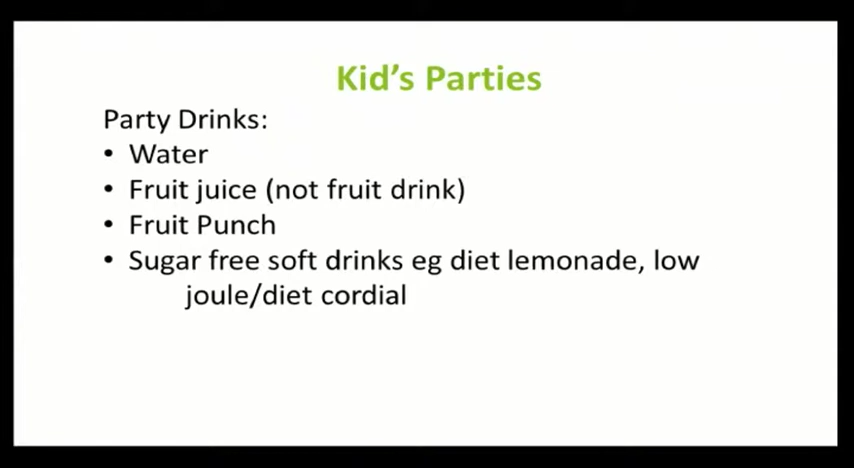 Kid's Parties
Party Drinks:
• Water
• Fruit juice (not fruit drink)
• Fruit Punch
• Sugar free soft drinks eg diet lemonade, low
joule/diet cordial